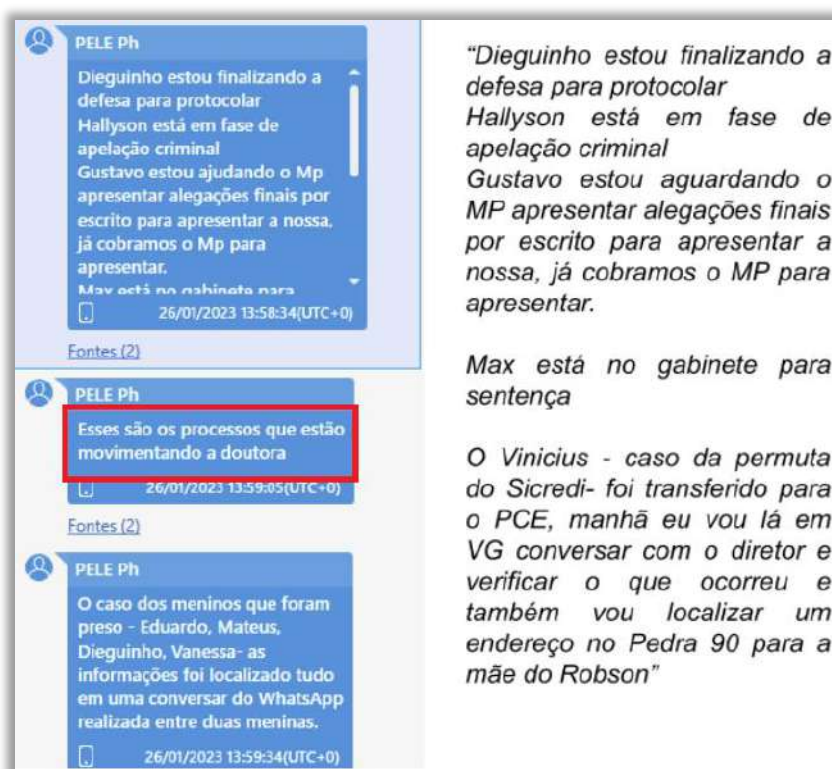 PELE Ph
Dieguinho estou finalizando a
defesa para protocolar
Hallyson está em fase de
apelação criminal
Gustavo estou ajudando o Mp
apresentar alegações finais por
escrito para apresentar a nossa,
já cobramos o Mp para
apresentar.
Max está no gabinete para
26/01/2023 13:58:34(UTC+0)
Fontes (2)
PELE Ph
Esses são os processos que estão
movimentando a doutora
26/01/2023 13:59:05(UTC+0)
Fontes (2)
PELE Ph
O caso dos meninos que foram
preso - Eduardo, Mateus,
Dieguinho, Vanessa- as
informações foi localizado tudo
em uma conversar do WhatsApp
realizada entre duas meninas.
26/01/2023 13:59:34(UTC+0)
"Dieguinho estou finalizando a
defesa para protocolar
Hallyson está em fase de
apelação criminal
Gustavo estou aguardando o
MP apresentar alegações finais
por escrito para apresentar a
nossa, já cobramos o MP para
apresentar.
Max está no gabinete para
sentença
O Vinicius - caso da permuta
do Sicredi- foi transferido para
o PCE, manhã eu vou lá em
VG conversar com o diretor e
verificar o que ocorreu e
também vou localizar um
endereço no Pedra 90 para a
mãe do Robson"